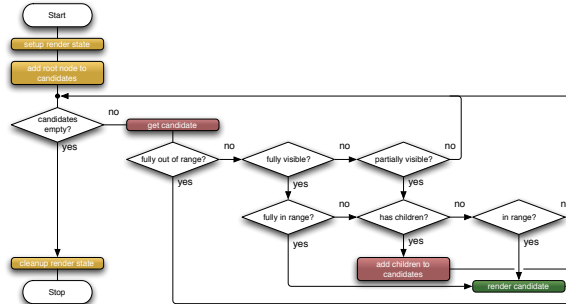 Start
setup render state
add root node to
candidates
candidates
empty?
no
yes
get candidate
fully out of range?
no
yes
fully visible?
no
yes
partially visible?
no
yes
fully in range?
no
yes
has children?
no
yes
in range?
n
yes
add children to
candidates
render candidate
cleanup render state
Stop